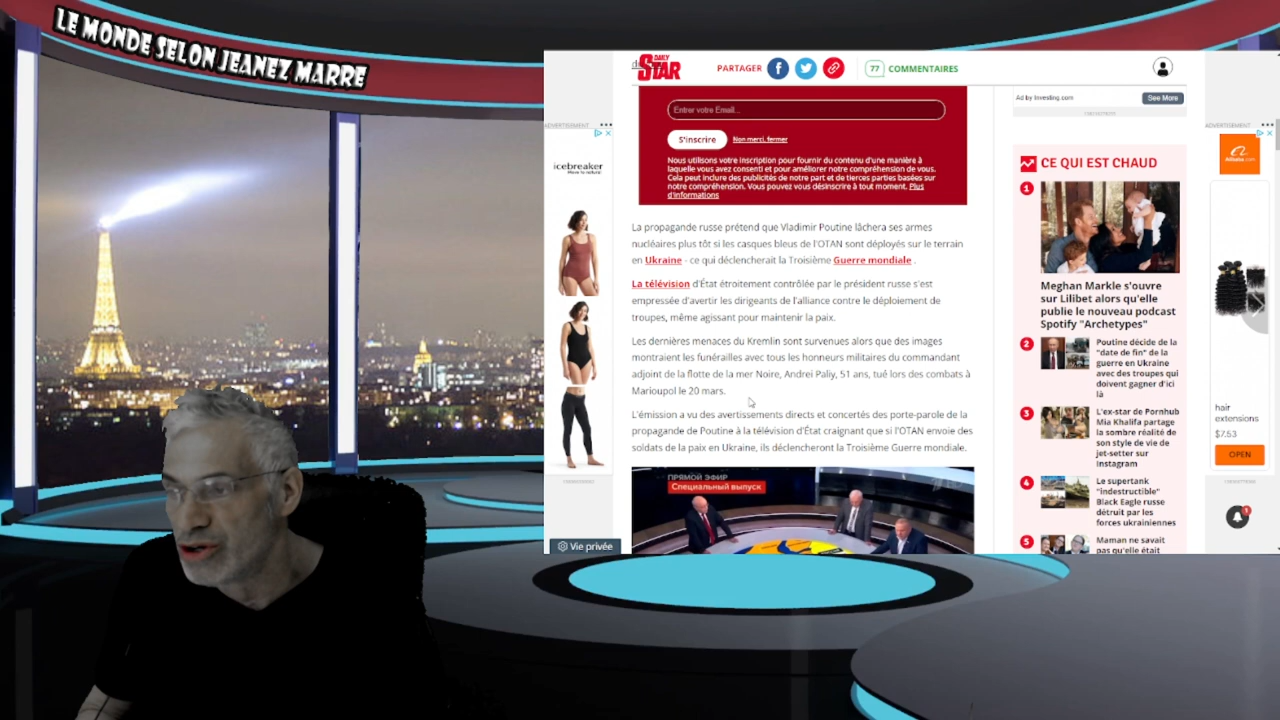 LE MONDE SELON JEANEZ MARRE
DAILY
STAR
PARTAGER
77 COMMENTAIRES
Entrer votre Email...
S'inscrire
Non merci, fermer
Nous utilisons votre inscription pour fournir du contenu d'une manière à
laquelle vous avez consenti et pour améliorer notre compréhension de vous.
Cela peut inclure des publicités de notre part et de tierces parties basées sur
notre compréhension. Vous pouvez vous désinscrire à tout moment. Plus
d'informations
La propagande russe prétend que Vladimir Poutine lâchera ses armes
nucléaires plus tôt si les casques bleus de l'OTAN sont déployés sur le terrain
en Ukraine - ce qui déclencherait la Troisième Guerre mondiale .
La télévision d'État étroitement contrôlée par le président russe s'est
empressée d'avertir les dirigeants de l'alliance contre le déploiement de
troupes, même agissant pour maintenir la paix.
Les dernières menaces du Kremlin sont survenues alors que des images
montraient les funérailles avec tous les honneurs militaires du commandant
adjoint de la flotte de la mer Noire, Andrei Paliy, 51 ans, tué lors des combats à
Marioupol le 20 mars.
L'émission a vu des avertissements directs et concertés des porte-parole de la
propagande de Poutine à la télévision d'État craignant que si l'OTAN envoie des
soldats de la paix en Ukraine, ils déclencheront la Troisième Guerre mondiale.
ПРЯМОЙ ЭФИР
Специальный выпуск
Vie privée
ADVERTISEMENT
icebreaker
Move to natural
Ad by Investing.com
See More
CE QUI EST CHAUD
1
Meghan Markle s'ouvre
sur Lilibet alors qu'elle
publie le nouveau podcast
Spotify "Archetypes"
2
Poutine décide de la
"date de fin" de la
guerre en Ukraine
avec des troupes qui
doivent gagner d'ici
là
3
L'ex-star de Pornhub
Mia Khalifa partage
la sombre réalité de
son style de vie de
jet-setter sur
Instagram
4
Le supertank
"indestructible"
Black Eagle russe
détruit par les
forces ukrainiennes
5
Maman ne savait
pas qu'elle était
ADVERTISEMENT
Alibaba.com
hair
extensions
$7.53
OPEN
1